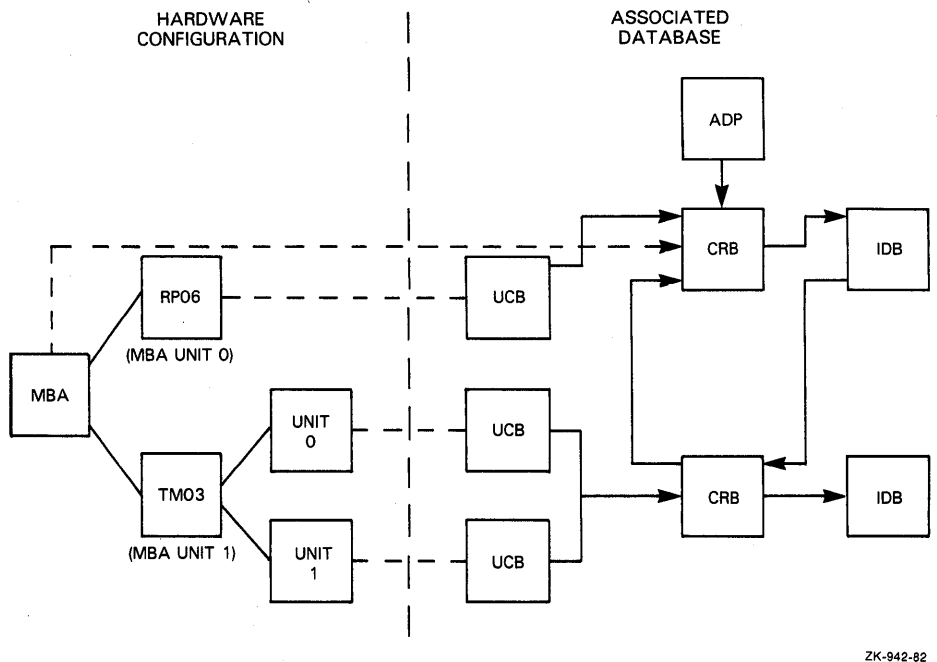 HARDWARE
CONFIGURATION
ASSOCIATED
DATABASE
ADP
CRB
IDB
RP06
UCB
(MBA UNIT 0)
MBA
UNIT
0
UCB
TM03
CRB
IDB
(MBA UNIT 1)
UNIT
1
UCB
ZK-942-82